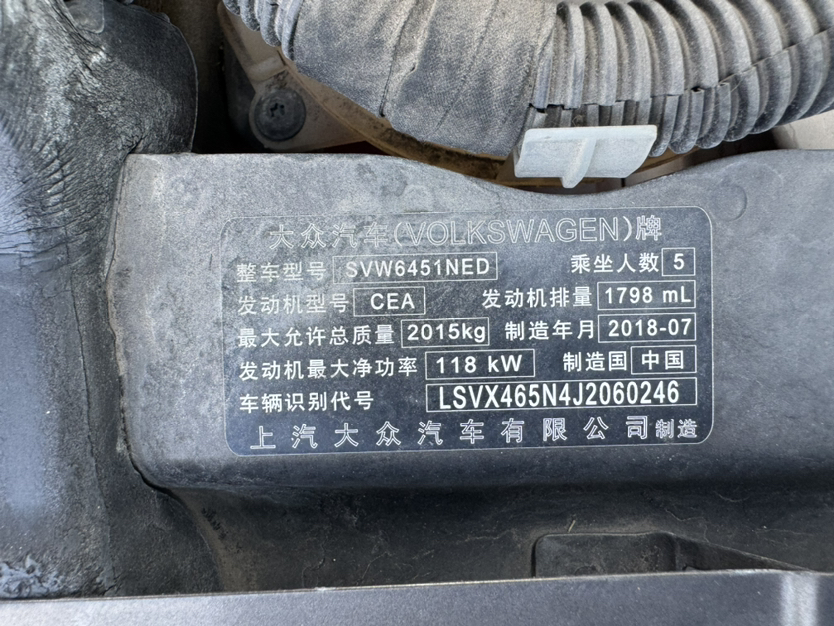 大众汽车(VOLKSWAGEN)牌
整车型号 SVW6451NED 乘坐人数 5
发动机型号 CEA 发动机排量 1798 mL
最大允许总质量 2015kg 制造年月 2018-07
发动机最大净功率 118 kW 制造国 中国
车辆识别代号 LSVX465N4J2060246
上汽大众汽车有限公司制造